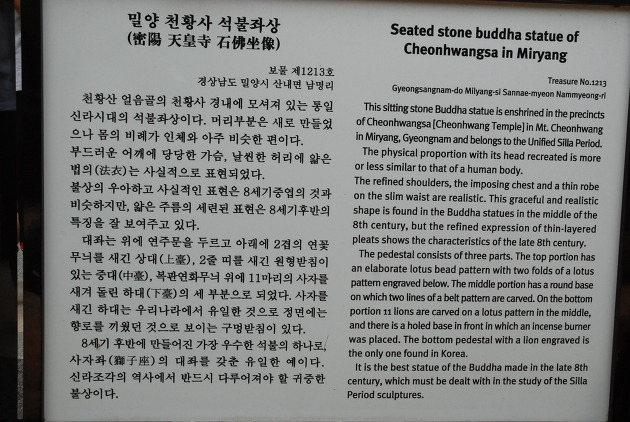 밀양 천황사 석불좌상
(密陽 天皇寺 石佛坐像)
보물 제1213호
경상남도 밀양시 산내면 남명리
천황산 얼음골의 천황사 경내에 모셔져 있는 통일
신라시대의 석불좌상이다. 머리부분은 새로 만들었
으나 몸의 비례가 인체와 아주 비슷한 편이다.
부드러운 어깨에 당당한 가슴, 날씬한 허리에 얇은
법의(法衣)는 사실적으로 표현되었다.
불상의 우아하고 사실적인 표현은 8세기중엽의 것과
비슷하지만, 얇은 주름의 세련된 표현은 8세기후반의
특징을 잘 보여주고 있다.
대좌는 위에 연주문을 두르고 아래에 2겹의 연꽃
무늬를 새긴 상대(上臺), 2줄 띠를 새긴 원형받침이
있는 중대(中臺), 복판연화무늬 위에 11마리의 사자를
새겨 돌린 하대(下臺)의 세 부분으로 되었다. 사자를
새긴 하대는 우리나라에서 유일한 것으로 정면에는
향로를 끼웠던 것으로 보이는 구멍받침이 있다.
8세기 후반에 만들어진 가장 우수한 석불의 하나로,
사자좌(獅子座)의 대좌를 갖춘 유일한 예이다.
신라조각의 역사에서 반드시 다루어져야 할 귀중한
불상이다.
Seated stone buddha statue of
Cheonhwangsa in Miryang
Treasure No.1213
Gyeongsangnam-do Milyang-si Sannae-myeon Nammyeong-ri
This sitting stone Buddha statue is enshrined in the precincts
of Cheonhwangsa [Cheonhwang Temple] in Mt. Cheonhwang
in Miryang, Gyeongnam and belongs to the Unified Silla Period.
The physical proportion with its head recreated is more
or less similar to that of a human body.
The refined shoulders, the imposing chest and a thin robe
on the slim waist are realistic. This graceful and realistic
shape is found in the Buddha statues in the middle of the
8th century, but the refined expression of thin-layered
pleats shows the characteristics of the late 8th century.
The pedestal consists of three parts. The top portion has
an elaborate lotus bead pattern with two folds of a lotus
pattern engraved below. The middle portion has a round base
on which two lines of a belt pattern are carved. On the bottom
portion 11 lions are carved on a lotus pattern in the middle,
and there is a holed base in front in which an incense burner
was placed. The bottom pedestal with a lion engraved is
the only one found in Korea.
It is the best statue of the Buddha made in the late 8th
century, which must be dealt with in the study of the Silla
Period sculptures.